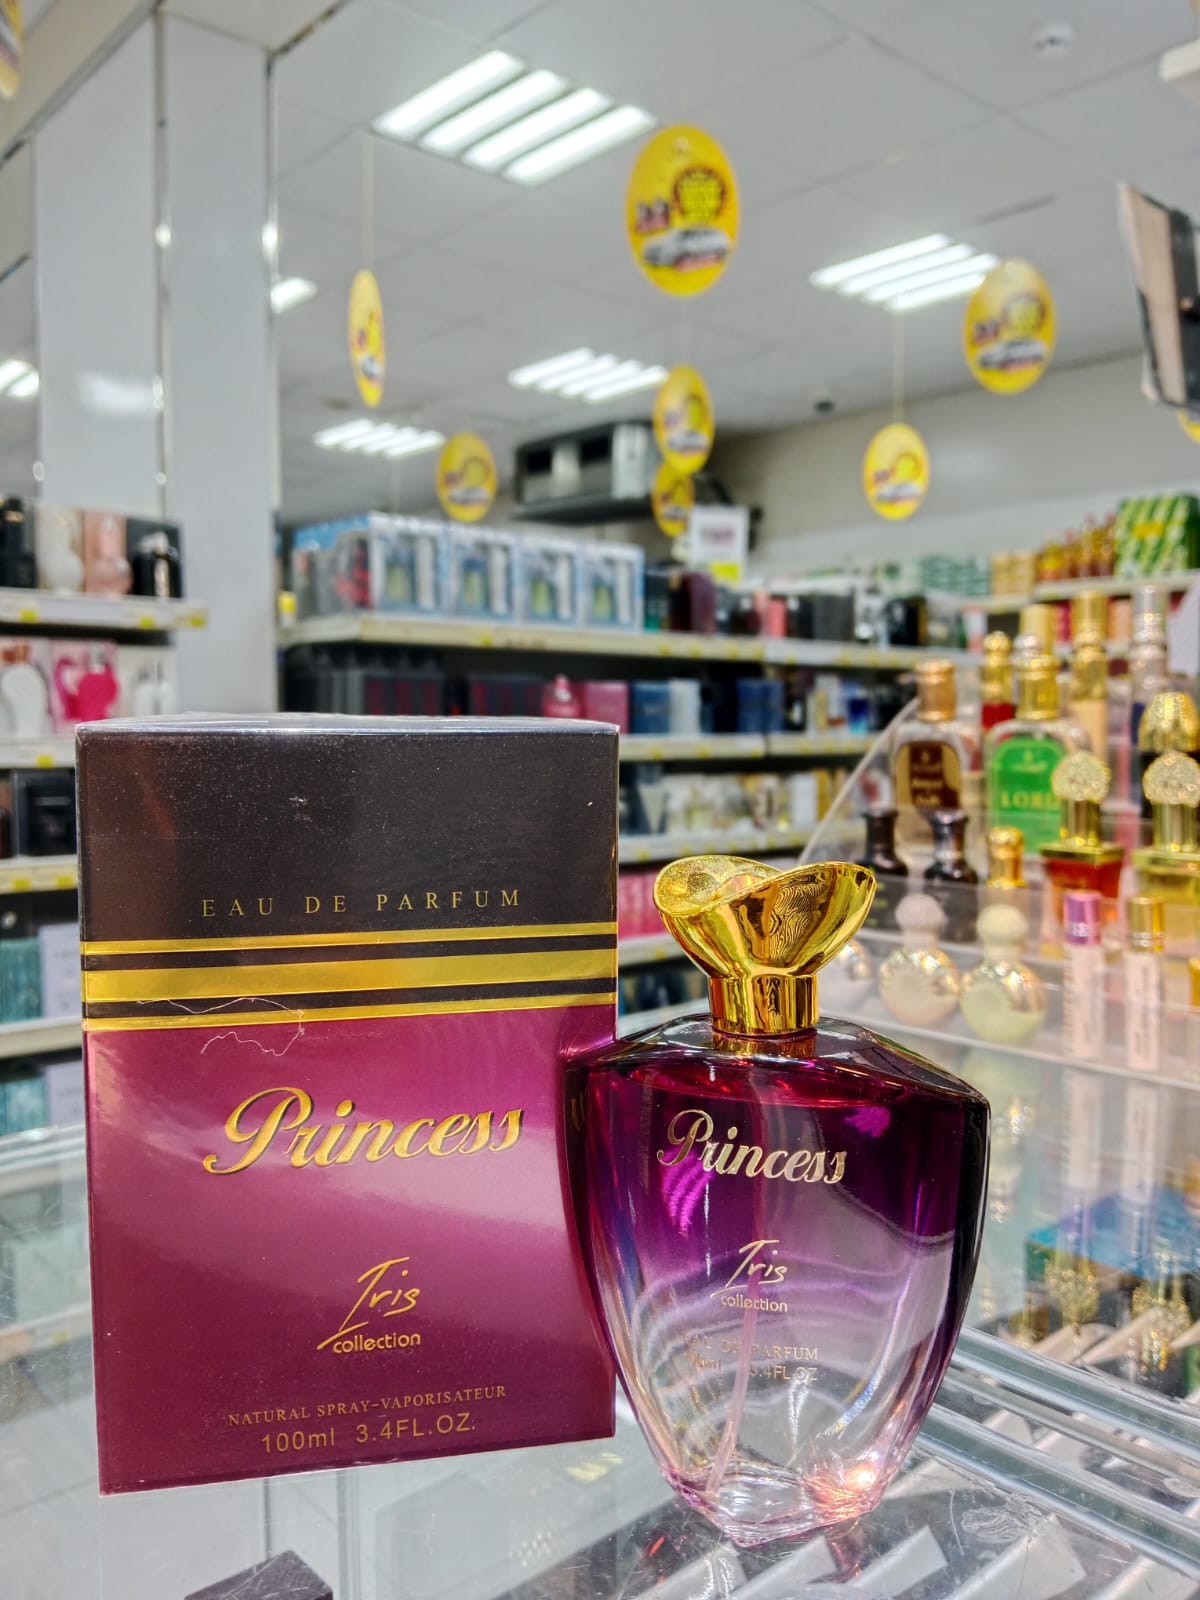 EAU DE PARFUM
Princess
Iris
collection
NATURAL SPRAY-VAPORISATEUR
100ml 3.4FL.OZ.
Princess
Iris
collection
EAU DE PARFUM
100ml 3.4FL.OZ
LORD